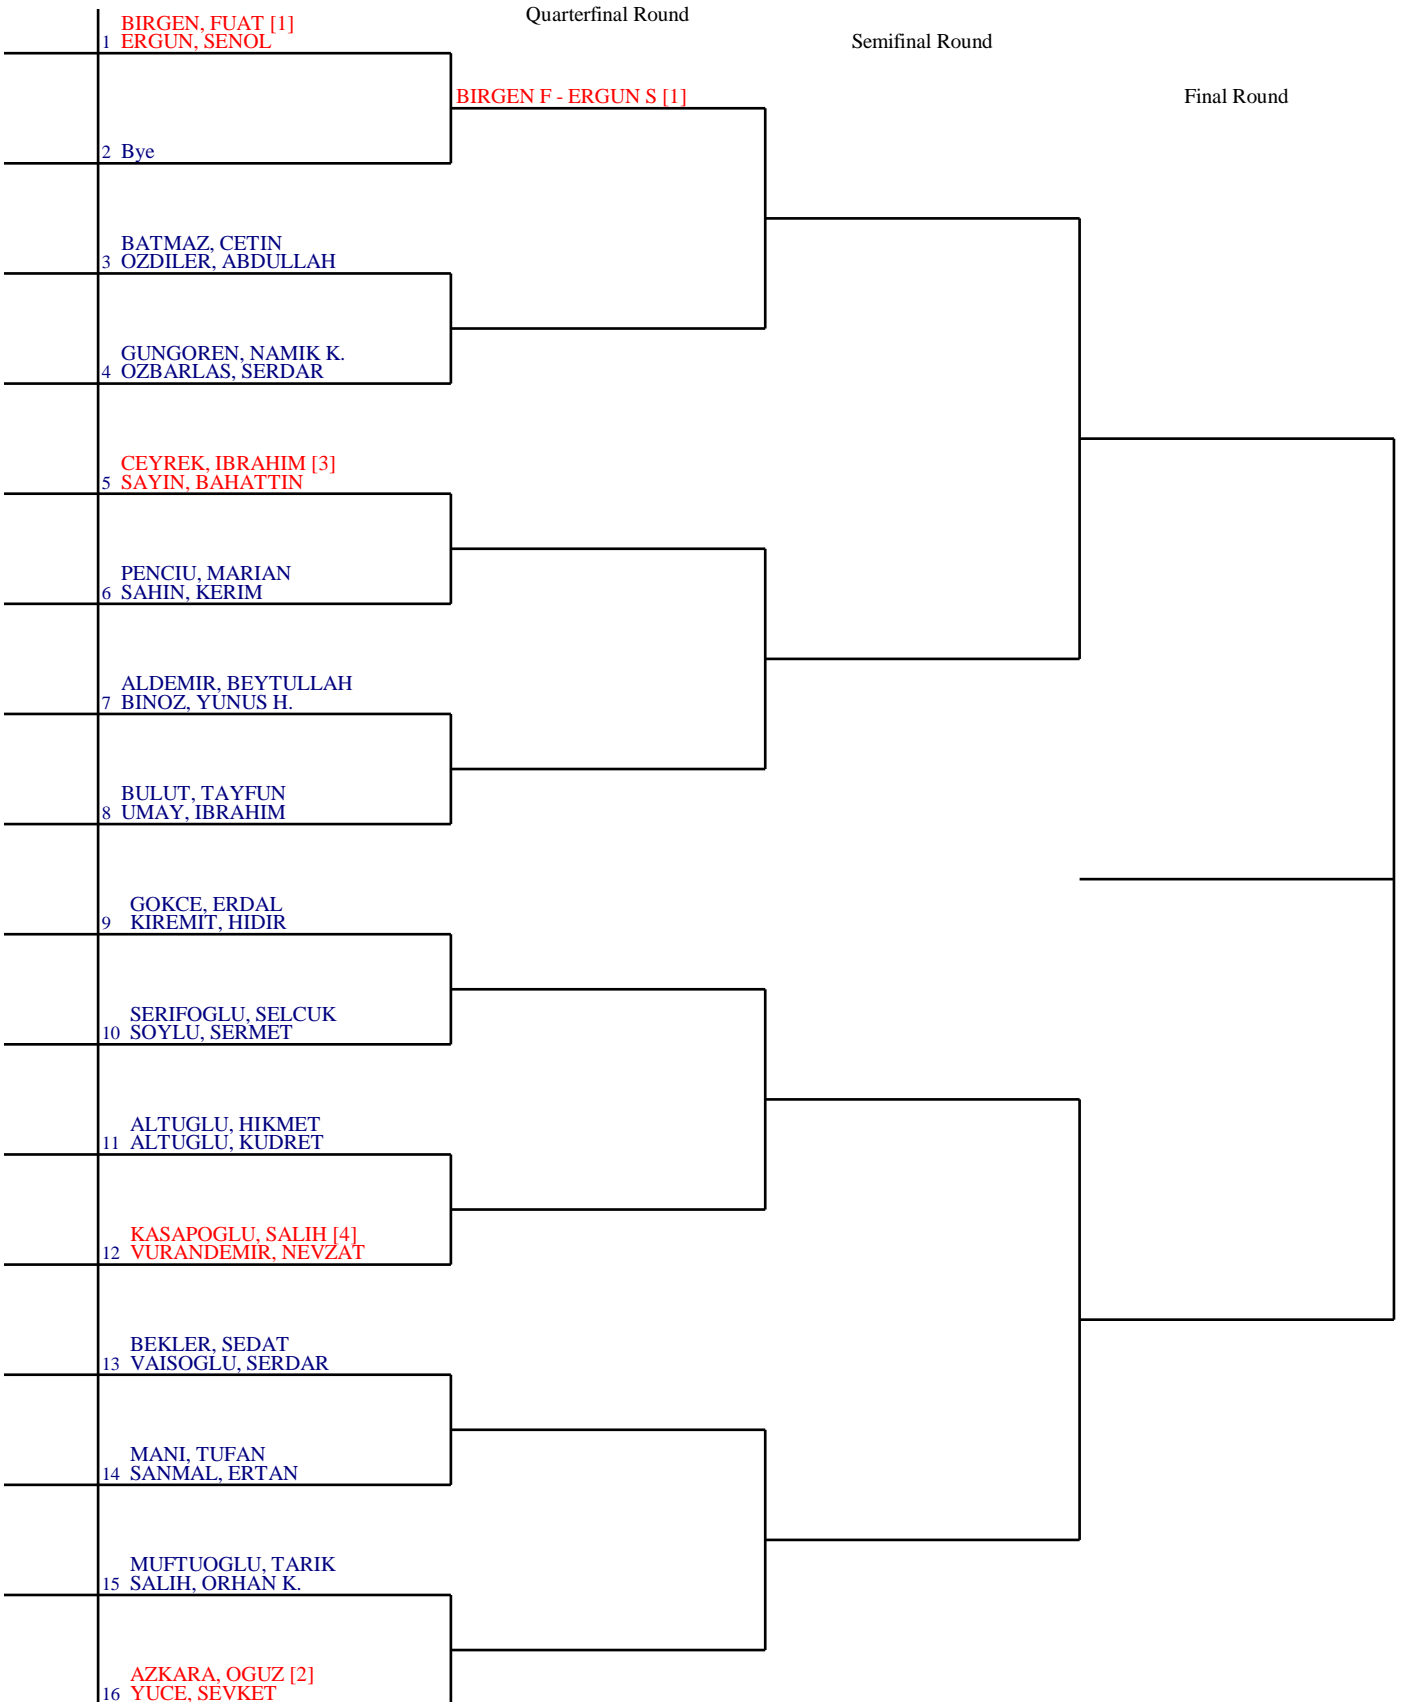 Quarterfinal Round
Semifinal Round
Final Round
BIRGEN, FUAT [1]
1 ERGUN, SENOL
BIRGEN F - ERGUN S [1]
2 Bye
BATMAZ, CETIN
3 OZDILER, ABDULLAH
GUNGOREN, NAMIK K.
4 OZBARLAS, SERDAR
CEYREK, IBRAHIM [3]
5 SAYIN, BAHATTIN
PENCIU, MARIAN
6 SAHIN, KERIM
ALDEMIR, BEYTULLAH
7 BINOZ, YUNUS H.
BULUT, TAYFUN
8 UMAY, IBRAHIM
GOKCE, ERDAL
9 KIREMIT, HIDIR
SERIFOGLU, SELCUK
10 SOYLU, SERMET
ALTUGLU, HIKMET
11 ALTUGLU, KUDRET
KASAPOGLU, SALIH [4]
12 VURANDEMIR, NEVZAT
BEKLER, SEDAT
13 VAISOGLU, SERDAR
MANI, TUFAN
14 SANMAL, ERTAN
MUFTUOGLU, TARIK
15 SALIH, ORHAN K.
AZKARA, OGUZ [2]
16 YUCE, SEVKET